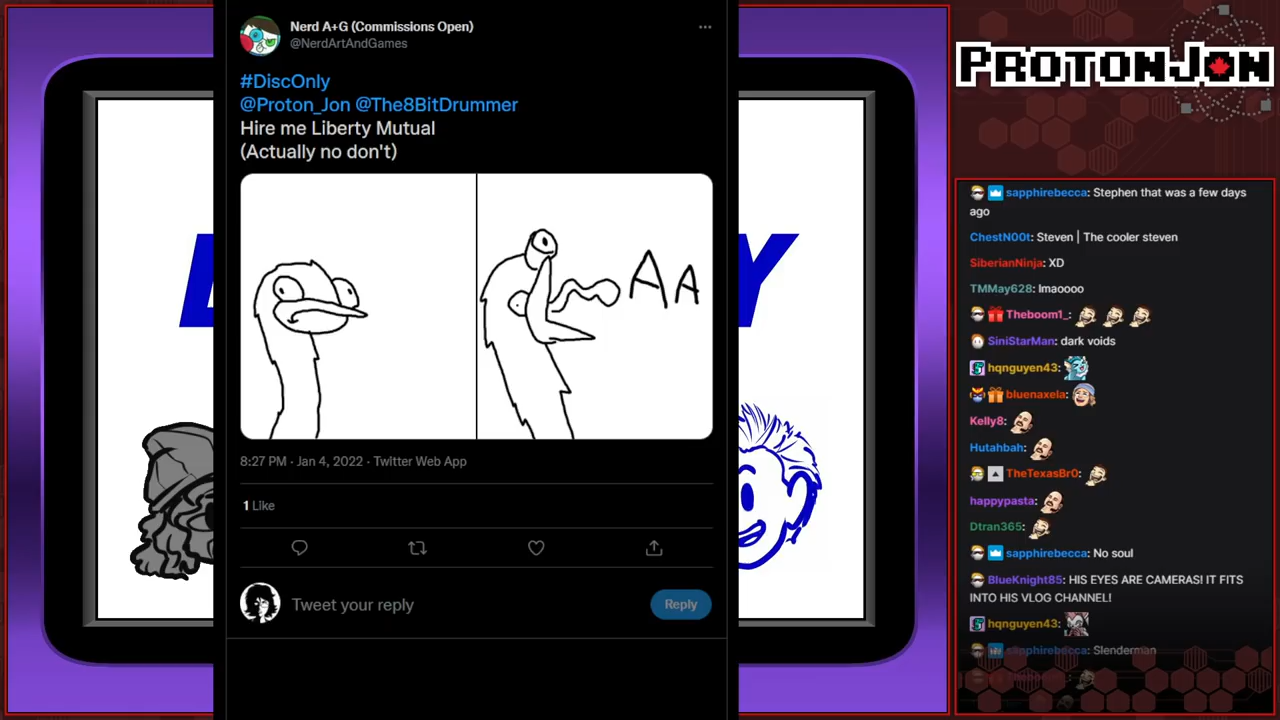 Nerd A+G (Commissions Open)
@NerdArtAndGames
#DiscOnly
@Proton_Jon @The8BitDrummer
Hire me Liberty Mutual
(Actually no don't)
AA
8:27 PM · Jan 4, 2022 · Twitter Web App
1 Like
Tweet your reply
Reply
Y
PROTONJON
sapphirebecca: Stephen that was a few days
ago
ChestN00t: Steven | The cooler steven
SiberianNinja: XD
TMMay628: lmaoooo
Theboom1_:
SiniStarMan: dark voids
hqnguyen43:
bluenaxela:
Kelly8:
Hutahbah:
TheTexasBr0:
happypasta:
Dtran365:
sapphirebecca: No soul
BlueKnight85: HIS EYES ARE CAMERAS! IT FITS
INTO HIS VLOG CHANNEL!
hqnguyen43:
sapphirebecca: Slenderman